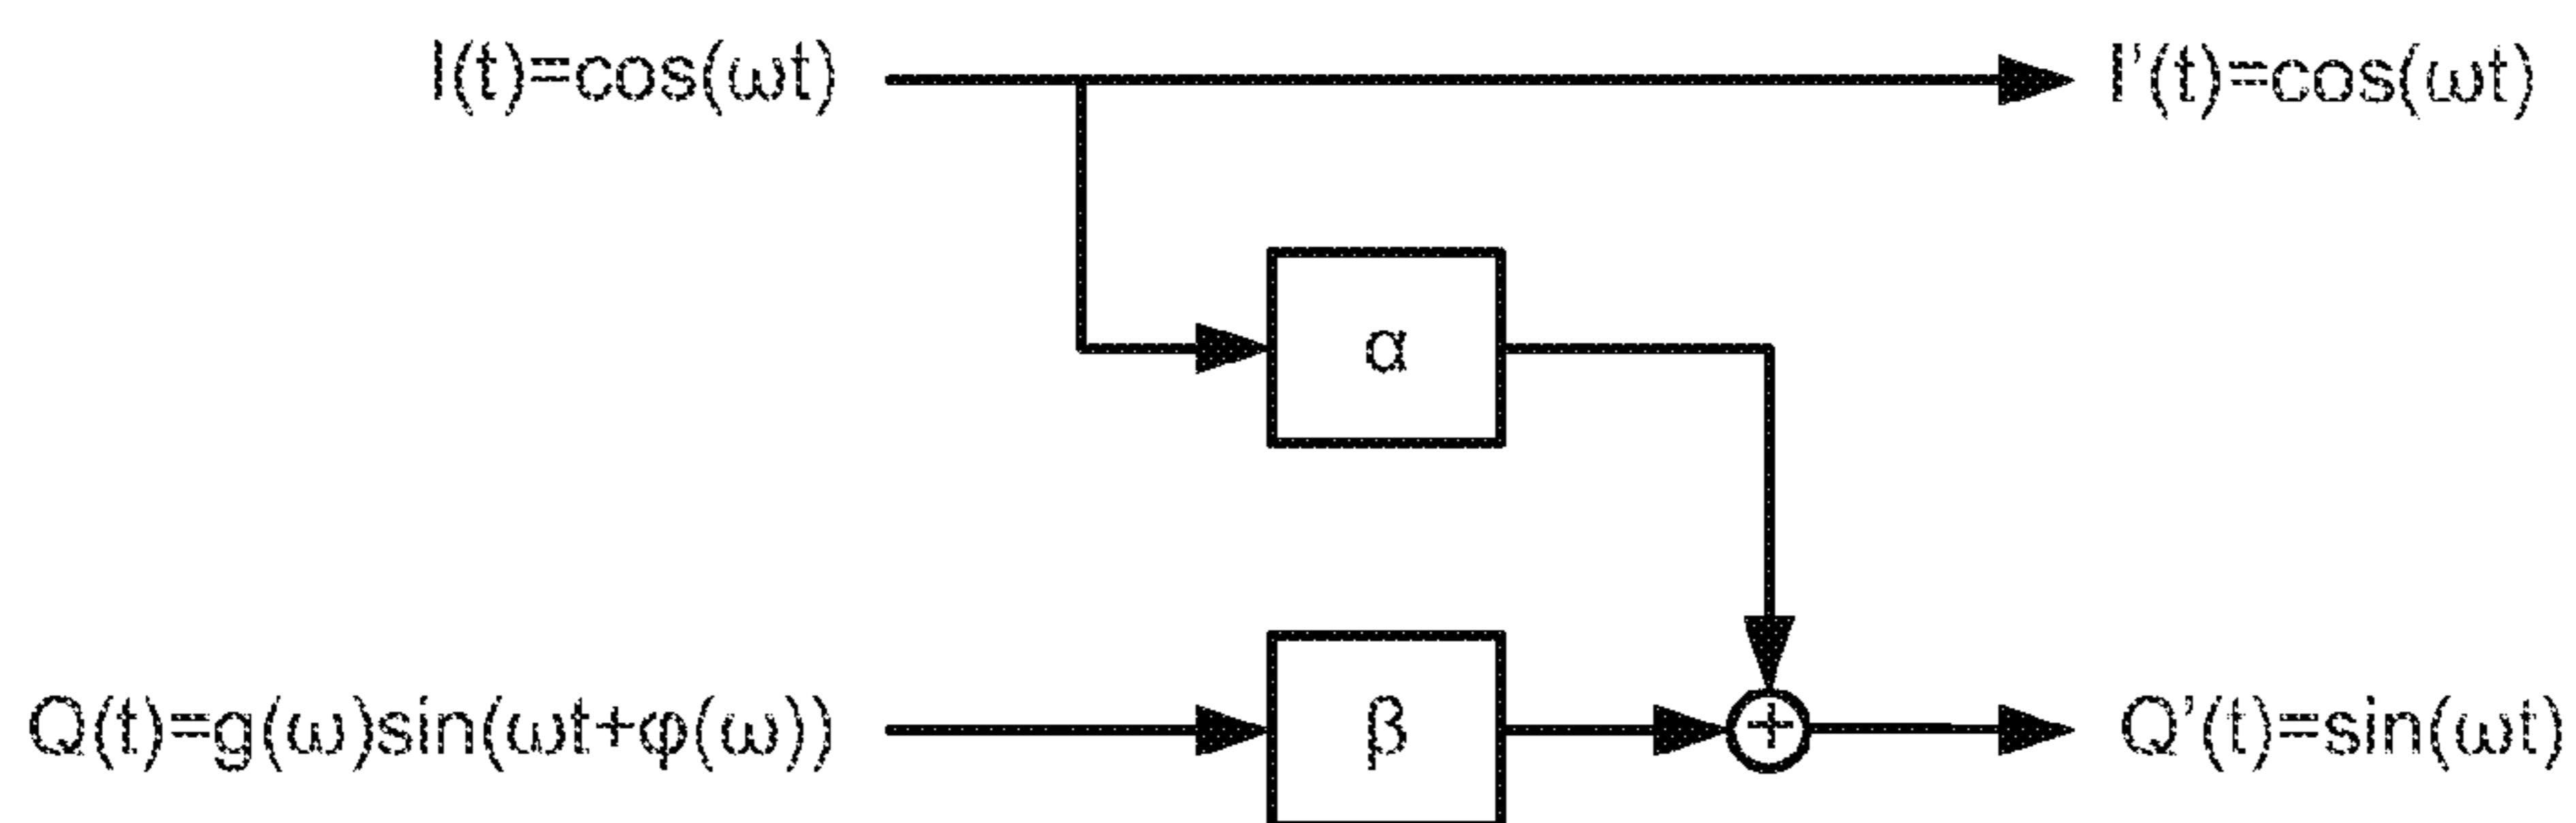 I(t)=cos(ωt)
I’(t)=cos(ωt)
α
Q(t)=g(ω)sin(ωt+φ(ω))
β
+
Q’(t)=sin(ωt)